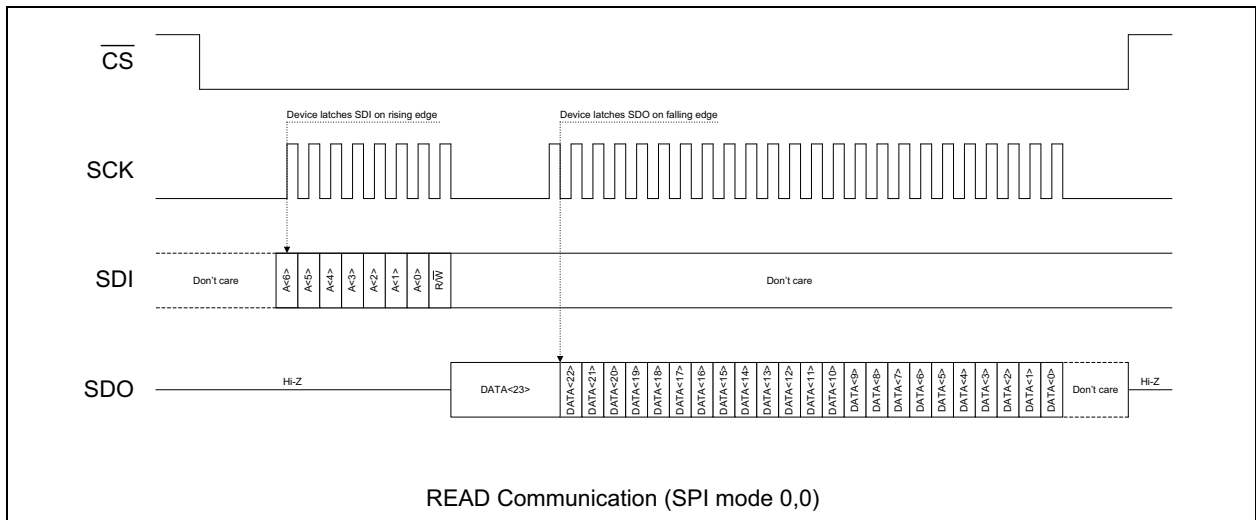 CS
Device latches SDI on rising edge
Device latches SDO on falling edge
SCK
SDI
Don't care
A<6>
A<5>
A<4>
A<3>
A<2>
A<1>
A<0>
R/W
Don't care
SDO
Hi-Z
DATA<23>
DATA<22>
DATA<21>
DATA<20>
DATA<19>
DATA<18>
DATA<17>
DATA<16>
DATA<15>
DATA<14>
DATA<13>
DATA<12>
DATA<11>
DATA<10>
DATA<9>
DATA<8>
DATA<7>
DATA<6>
DATA<5>
DATA<4>
DATA<3>
DATA<2>
DATA<1>
DATA<0>
Don't care
Hi-Z
READ Communication (SPI mode 0,0)